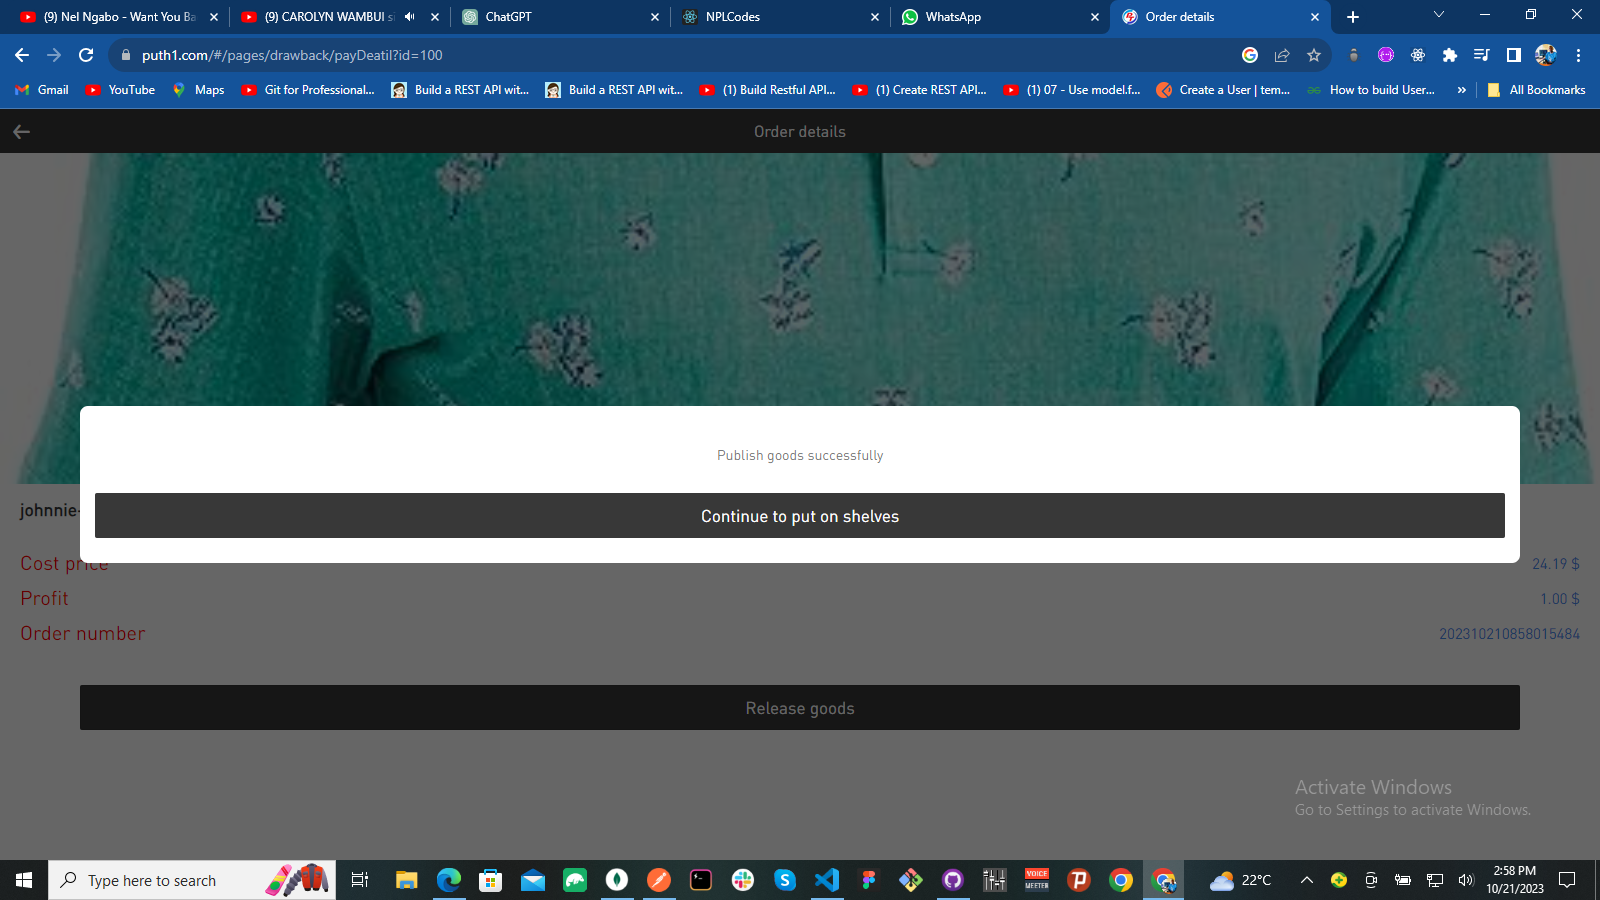 (9) Nel Ngabo - Want You Ba
(9) CAROLYN WAMBUI si
ChatGPT
NPLCodes
WhatsApp
Order details
puth1.com/#/pages/drawback/payDeatil?id=100
Gmail
YouTube
Maps
Git for Professional...
Build a REST API wit...
Build a REST API wit...
(1) Build Restful API...
(1) Create REST API...
(1) 07 - Use model.f...
Create a User | tem...
How to build User...
»
All Bookmarks
Order details
Publish goods successfully
Continue to put on shelves
johnnie-
Cost price
24.19 $
Profit
1.00 $
Order number
202310210858015484
Release goods
Activate Windows
Go to Settings to activate Windows.
Type here to search
VOICE
MEETER
22°C
2:58 PM
10/21/2023